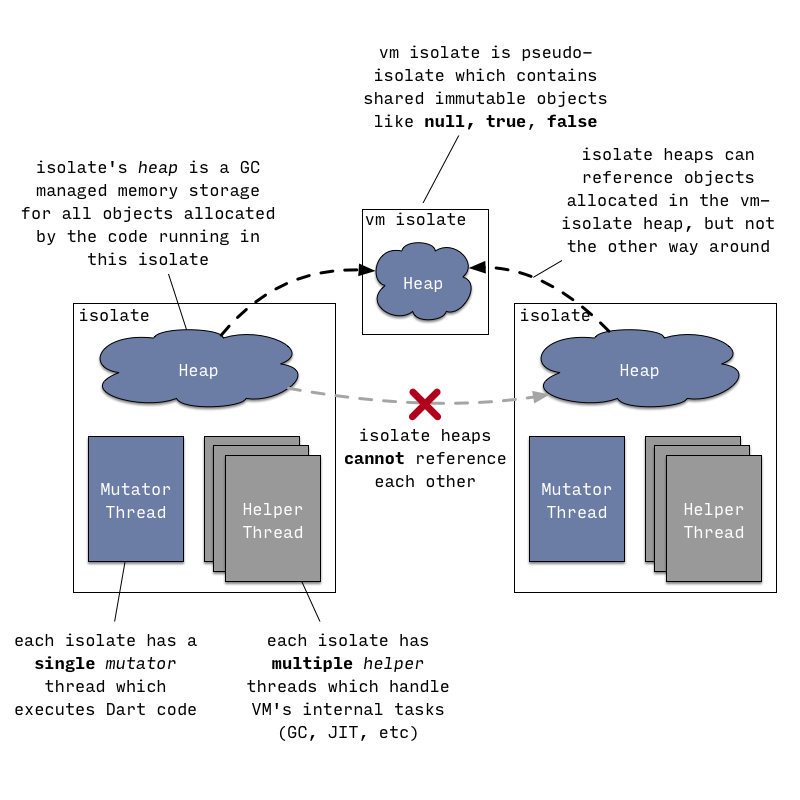 vm isolate is pseudo-
isolate which contains
shared immutable objects
like null, true, false
isolate heaps can
reference objects
allocated in the vm-
isolate heap, but not
the other way around
isolate's heap is a GC
managed memory storage
for all objects allocated
by the code running in
this isolate
vm isolate
Heap
isolate
Heap
isolate
Heap
isolate heaps
cannot reference
each other
Mutator
Thread
Helper
Thread
Mutator
Thread
Helper
Thread
each isolate has a
single mutator
thread which
executes Dart code
each isolate has
multiple helper
threads which handle
VM's internal tasks
(GC, JIT, etc)